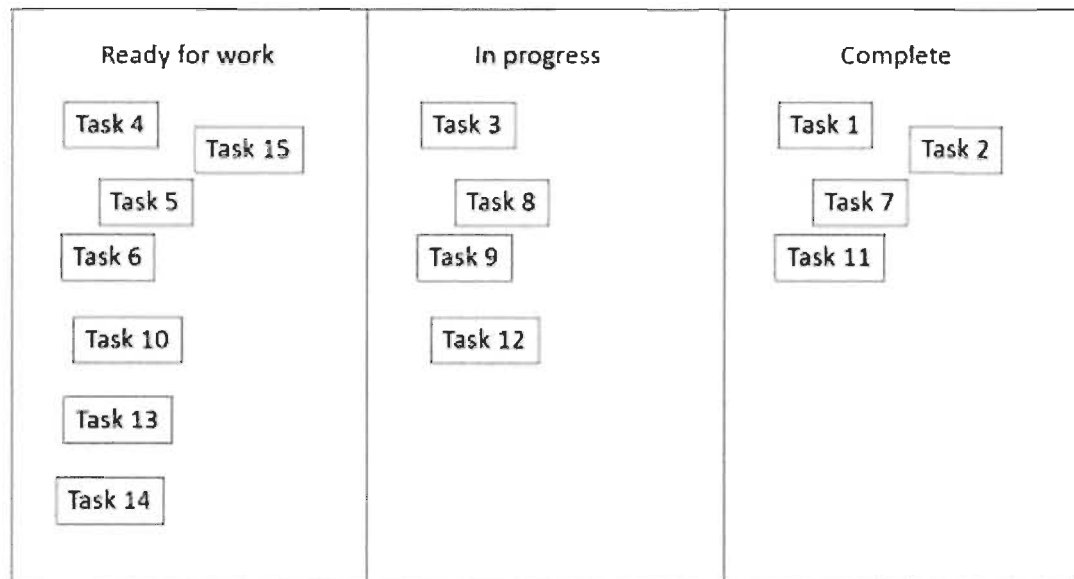 Ready for work
Task 4
Task 15
Task 5
Task 6
Task 10
Task 13
Task 14
In progress
Task 3
Task 8
Task 9
Task 12
Complete
Task 1
Task 2
Task 7
Task 11